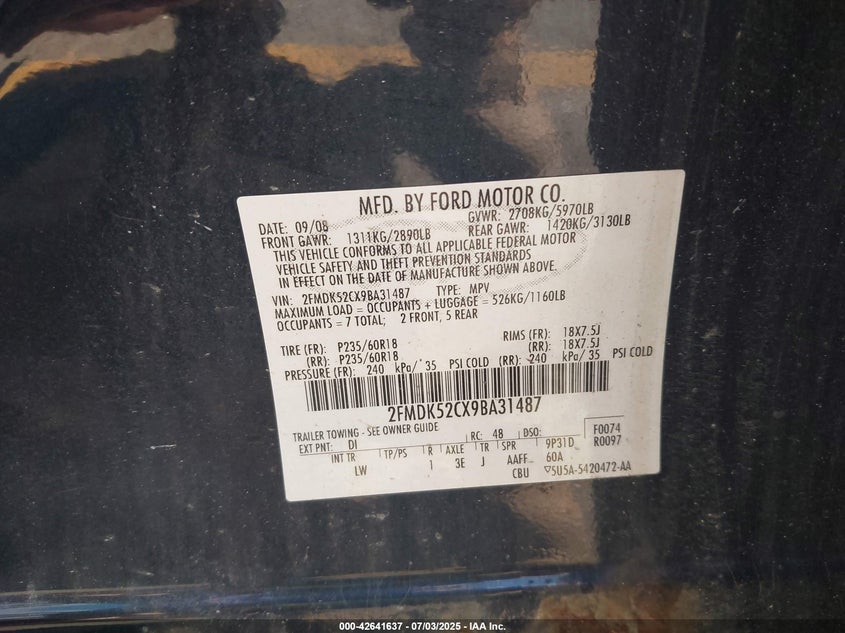 MFD. BY FORD MOTOR CO.
DATE: 09/08 GVWR: 2708KG/5970LB
FRONT GAWR: 1311KG/2890LB REAR GAWR: 1420KG/3130LB
THIS VEHICLE CONFORMS TO ALL APPLICABLE FEDERAL MOTOR
VEHICLE SAFETY AND THEFT PREVENTION STANDARDS
IN EFFECT ON THE DATE OF MANUFACTURE SHOWN ABOVE.
VIN: 2FMDK52CX9BA31487 TYPE: MPV
MAXIMUM LOAD = OCCUPANTS + LUGGAGE = 526KG/1160LB
OCCUPANTS = 7 TOTAL; 2 FRONT, 5 REAR
TIRE (FR): P235/60R18 RIMS (FR): 18X7.5J
(RR): P235/60R18 (RR): 18X7.5J
PRESSURE (FR): 240 kPa/ 35 PSI COLD (RR): 240 kPa/ 35 PSI COLD
2FMDK52CX9BA31487
TRAILER TOWING - SEE OWNER GUIDE
F0074
R0097
EXT PNT: DI RC: 48 DSO:
INT TR TP/PS R AXLE TR SPR 9P31D
LW 1 3E J AAFF 60A
CBU ▽5U5A-5420472-AA
000-42641637 - 07/03/2025 - IAA Inc.